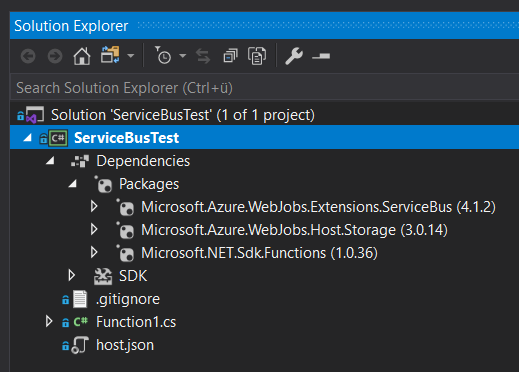 Solution Explorer
Search Solution Explorer (Ctrl+ü)
Solution 'ServiceBusTest' (1 of 1 project)
C# ServiceBusTest
Dependencies
Packages
Microsoft.Azure.WebJobs.Extensions.ServiceBus (4.1.2)
Microsoft.Azure.WebJobs.Host.Storage (3.0.14)
Microsoft.NET.Sdk.Functions (1.0.36)
SDK
.gitignore
C# Function1.cs
host.json